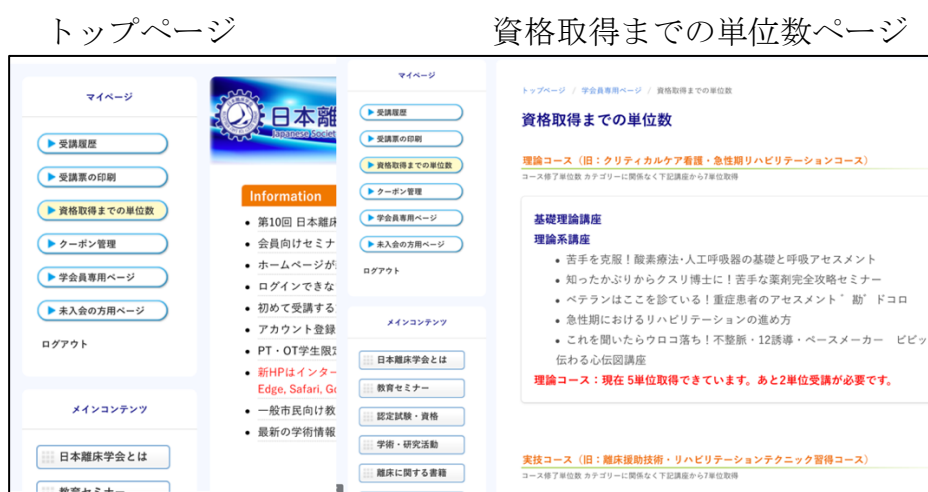 トップページ
資格取得までの単位数ページ
マイページ
受講履歴
受講票の印刷
資格取得までの単位数
クーポン管理
学会員専用ページ
未入会の方用ページ
ログアウト
メインコンテンツ
日本離床学会とは
教育セミナー
日本離
Japanese Societ
Information
第10回 日本離床
会員向けセミナ
ホームページが
ログインできな
初めて受講する
アカウント登録
PT・OT学生限
新HPはインター
Edge, Safari, Go
一般市民向け教
最新の学術情報
マイページ
受講履歴
受講票の印刷
資格取得までの単位数
クーポン管理
学会員専用ページ
未入会の方用ページ
ログアウト
メインコンテンツ
日本離床学会とは
教育セミナー
認定試験・資格
学術・研究活動
離床に関する書籍
トップページ / 学会員専用ページ / 資格取得までの単位数
資格取得までの単位数
理論コース（旧：クリティカルケア看護・急性期リハビリテーションコース）
コース修了単位数 カテゴリーに関係なく下記講座から7単位取得
基礎理論講座
理論系講座
苦手を克服！酸素療法・人工呼吸器の基礎と呼吸アセスメント
知ったかぶりからクスリ博士に！苦手な薬剤完全攻略セミナー
ベテランはここを診ている！重症患者のアセスメント゛勘゛ドコロ
急性期におけるリハビリテーションの進め方
これを聞いたらウロコ落ち！不整脈・12誘導・ペースメーカー ビビッ
伝わる心伝図講座
理論コース：現在 5単位取得できています。あと2単位受講が必要です。
実技コース（旧：離床援助技術・リハビリテーションテクニック習得コース）
コース修了単位数 カテゴリーに関係なく下記講座から7単位取得